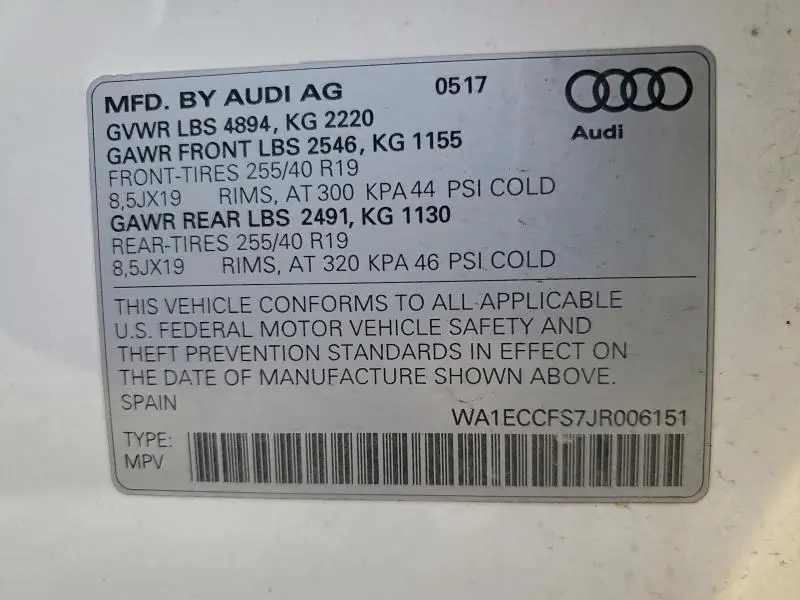 MFD. BY AUDI AG 0517
GVWR LBS 4894, KG 2220
GAWR FRONT LBS 2546, KG 1155
FRONT-TIRES 255/40 R19
8,5JX19 RIMS, AT 300 KPA 44 PSI COLD
GAWR REAR LBS 2491, KG 1130
REAR-TIRES 255/40 R19
8,5JX19 RIMS, AT 320 KPA 46 PSI COLD
Audi
THIS VEHICLE CONFORMS TO ALL APPLICABLE
U.S. FEDERAL MOTOR VEHICLE SAFETY AND
THEFT PREVENTION STANDARDS IN EFFECT ON
THE DATE OF MANUFACTURE SHOWN ABOVE.
SPAIN
WA1ECCFS7JR006151
TYPE:
MPV